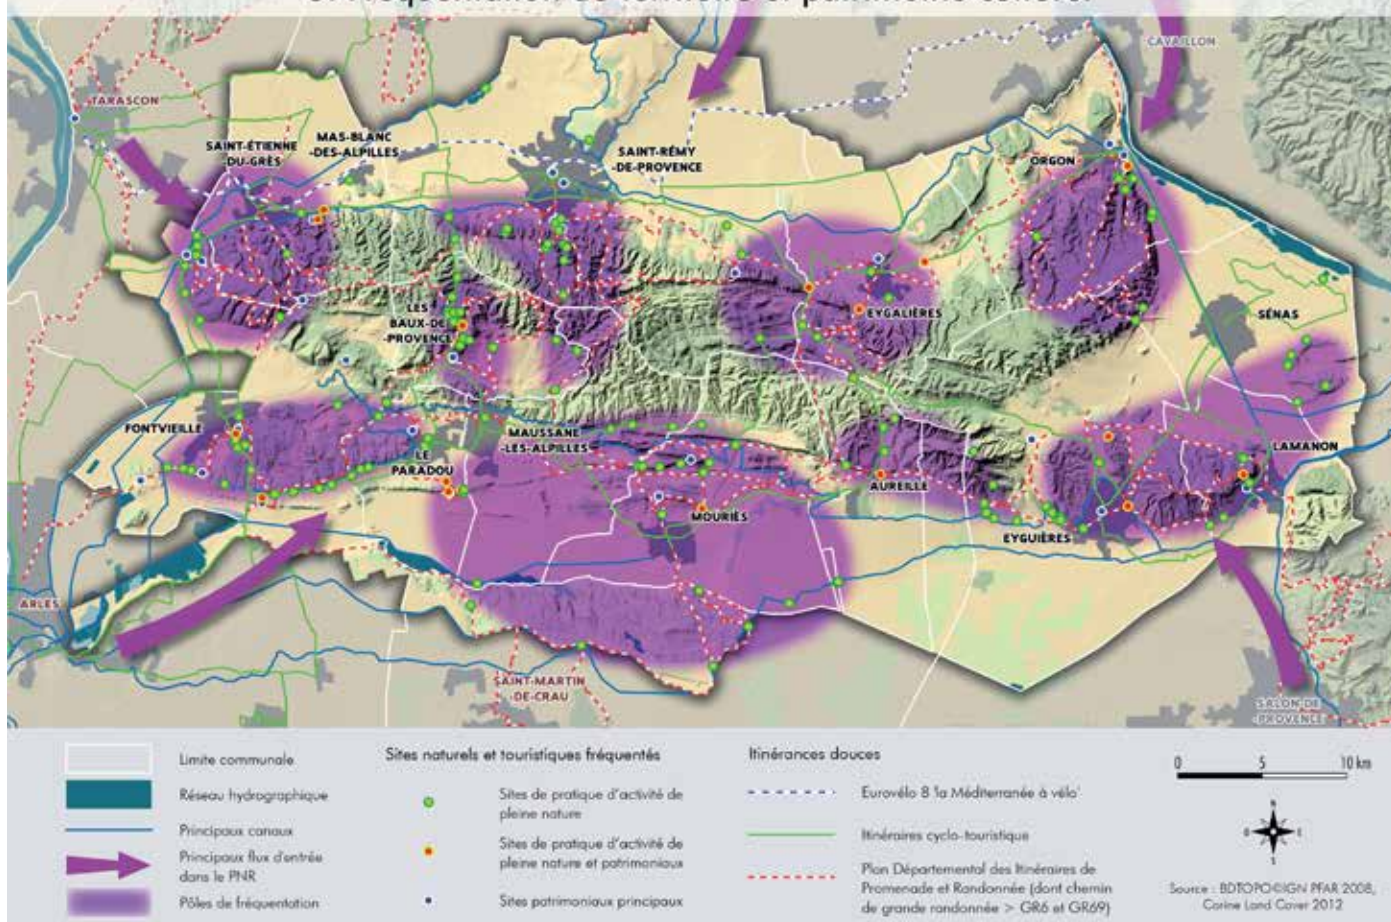 CAVAILLON
TARASCON
SAINT-ÉTIENNE
-DU-GRÈS
MAS-BLANC
-DES-ALPILLES
SAINT-RÉMY
-DE-PROVENCE
ORGON
LES
BAUX-DE-
-PROVENCE
EYGALIÈRES
SÉNAS
FONTVIEILLE
LE
PARADOU
MAUSSANE
-LES-ALPILLES
LAMANON
AUREILLE
MOURIÈS
EYGUIÈRES
ARLES
SAINT-MARTIN
-DE-CRAU
SALON-DE
-PROVENCE
Limite communale
Réseau hydrographique
Principaux canaux
Principaux flux d'entrée
dans le PNR
Pôles de fréquentation
Sites naturels et touristiques fréquentés
Sites de pratique d'activité de
pleine nature
Sites de pratique d'activité de
pleine nature et patrimoniaux
Sites patrimoniaux principaux
Itinérances douces
Eurovélo 8 'la Méditerranée à vélo'
Itinéraires cyclo-touristique
Plan Départemental des Itinéraires de
Promenade et Randonnée (dont chemin
de grande randonnée > GR6 et GR69)
0 5 10 km
N
O E
S
Source : BDTOPO©IGN PFAR 2008,
Corine Land Cover 2012